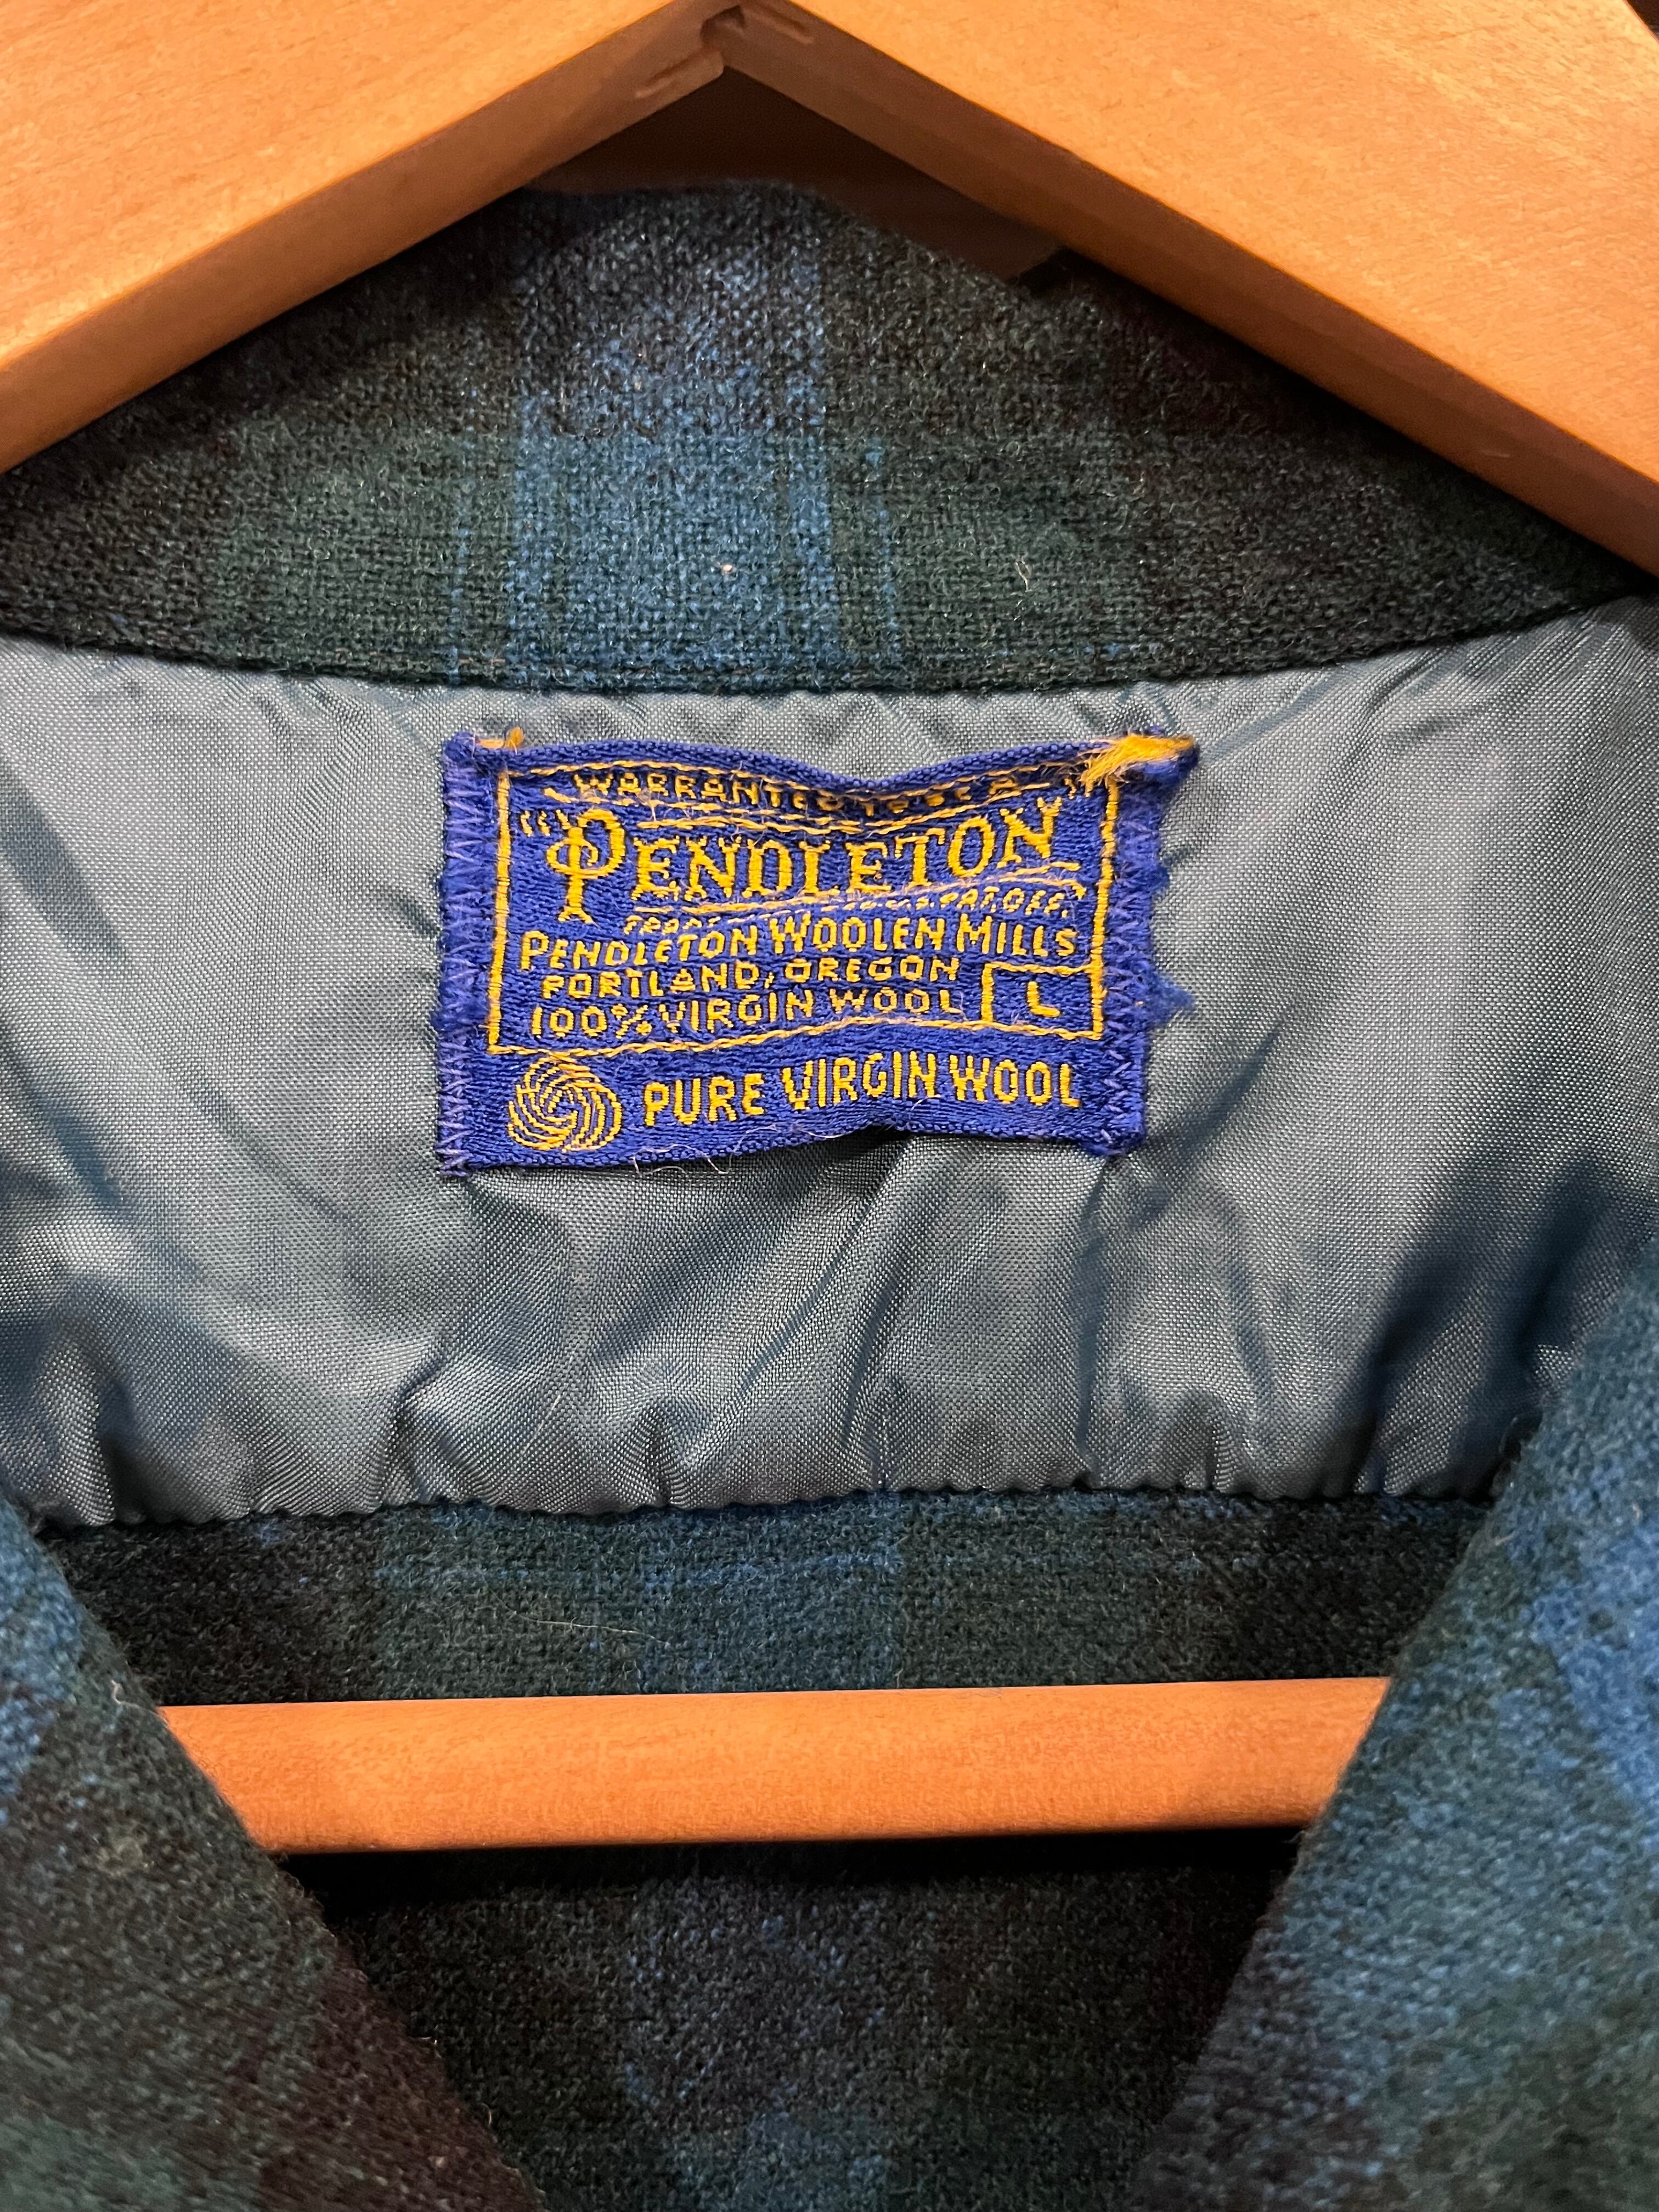 WARRANTED TO BE A
"PENDLETON"
PENDLETON WOOLEN MILLS
PORTLAND, OREGON
100% VIRGIN WOOL L
PURE VIRGIN WOOL